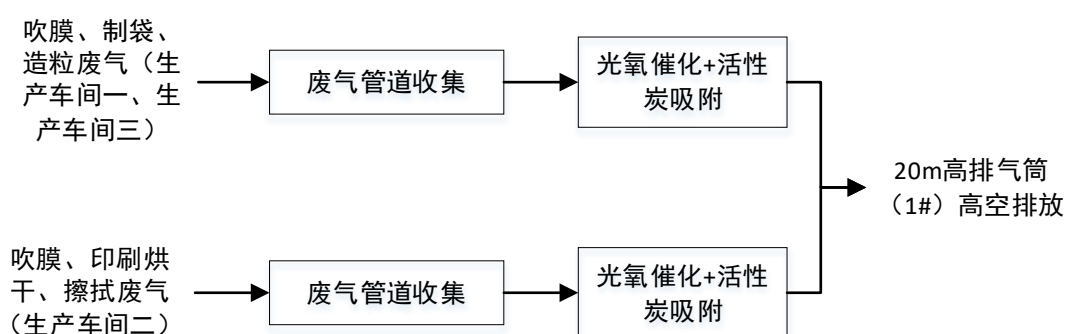 吹膜、制袋、
造粒废气（生
产车间一、生
产车间三）
废气管道收集
光氧催化+活性
炭吸附
20m高排气筒
（1#）高空排放
吹膜、印刷烘
干、擦拭废气
（生产车间二）
废气管道收集
光氧催化+活性
炭吸附